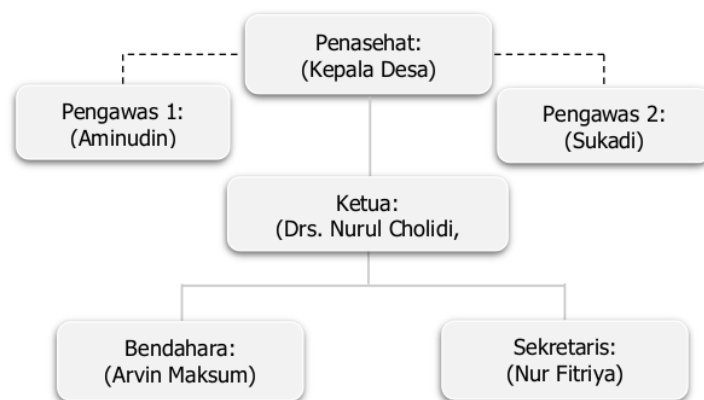 Penasehat:
(Kepala Desa)
Pengawas 1:
(Aminudin)
Pengawas 2:
(Sukadi)
Ketua:
(Drs. Nurul Cholidi,
Bendahara:
(Arvin Maksum)
Sekretaris:
(Nur Fitriya)